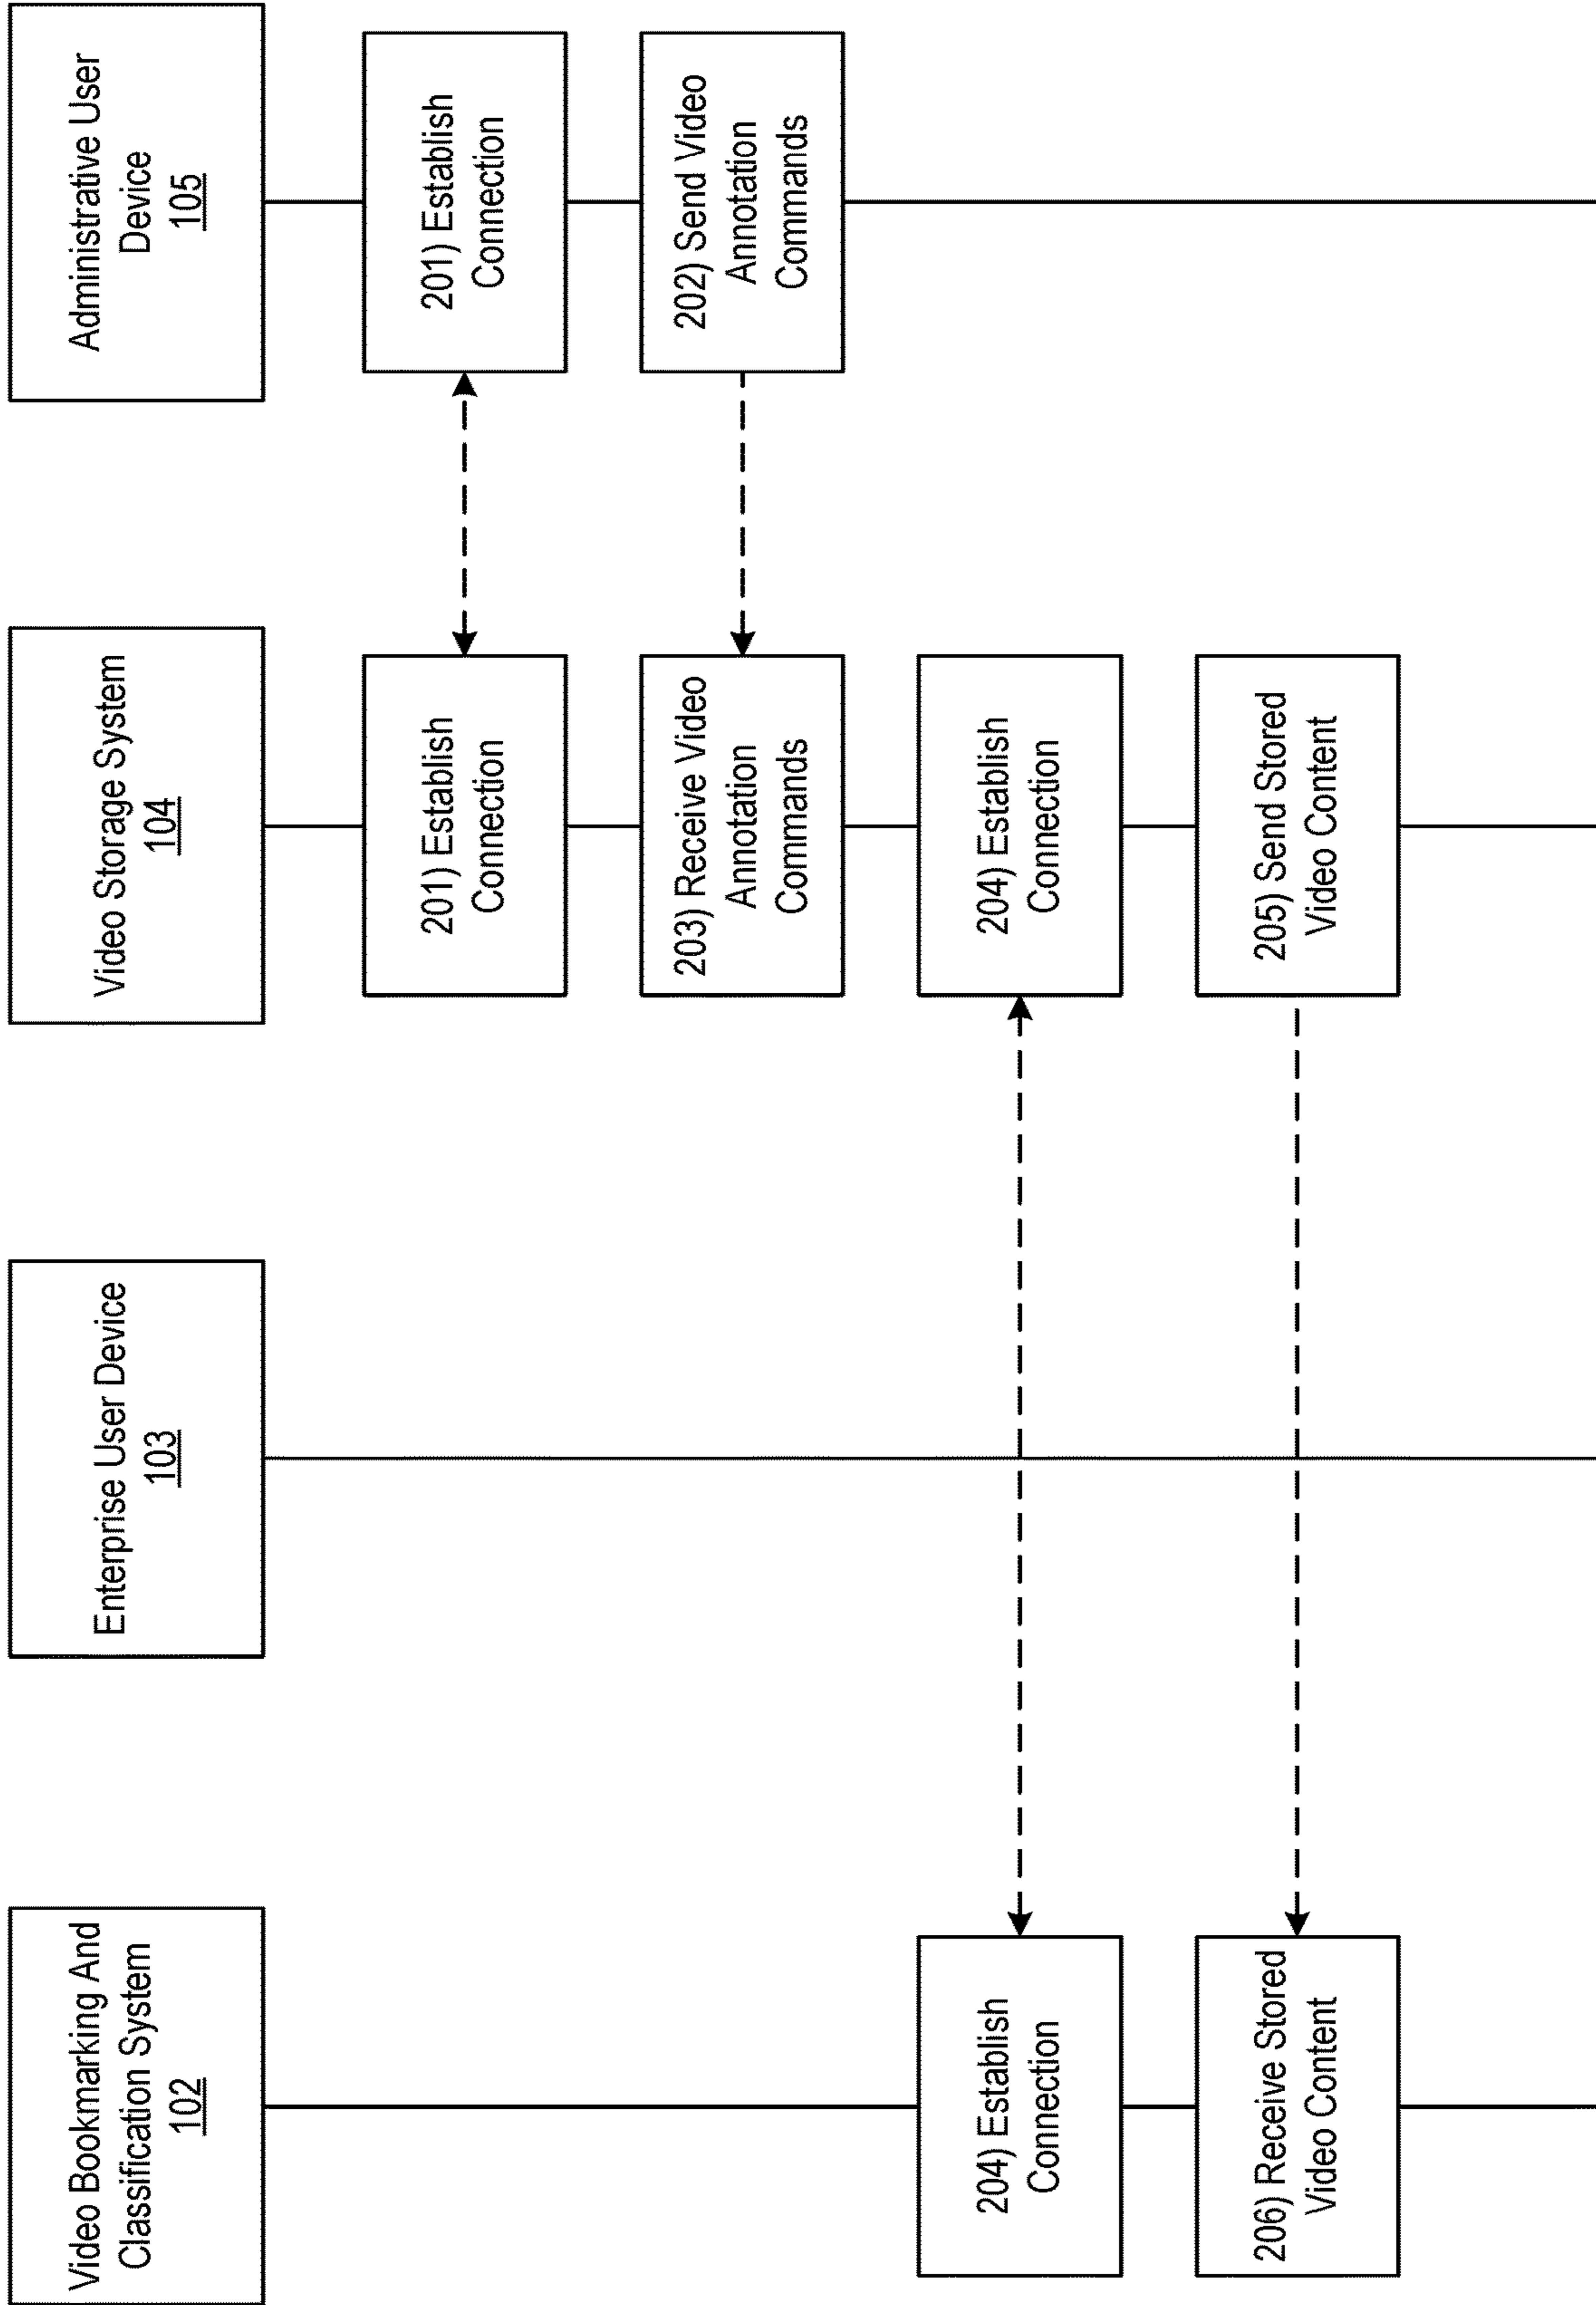 Video Bookmarking And
Classification System
102
Enterprise User Device
103
Video Storage System
104
Administrative User
Device
105
201) Establish
Connection
201) Establish
Connection
203) Receive Video
Annotation
Commands
202) Send Video
Annotation
Commands
204) Establish
Connection
204) Establish
Connection
206) Receive Stored
Video Content
205) Send Stored
Video Content